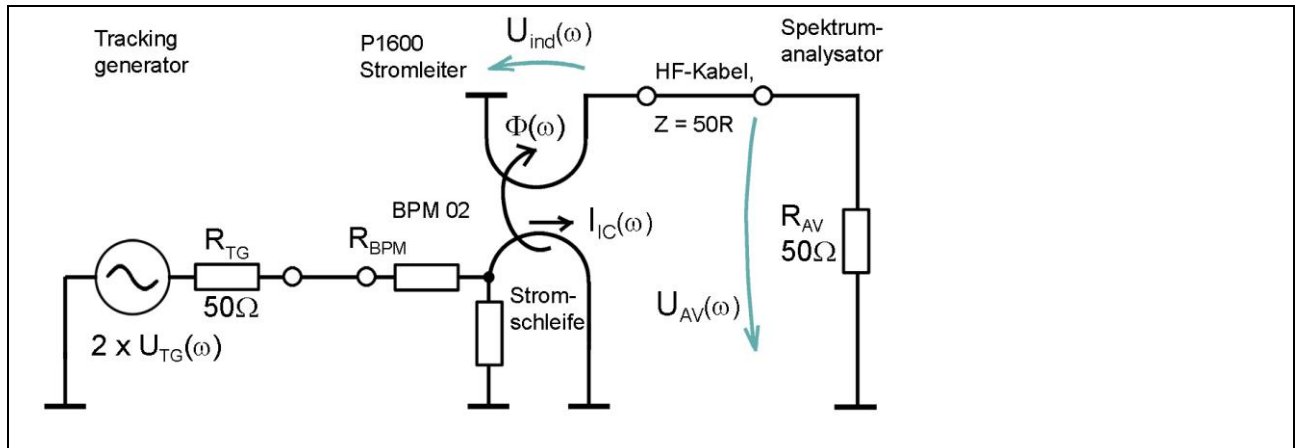 Tracking
generator
P1600
Stromleiter
U_ind(ω)
Spektrum-
analysator
HF-Kabel,
Z = 50R
Φ(ω)
BPM 02
I_IC(ω)
R_TG
50Ω
R_BPM
R_AV
50Ω
Strom-
schleife
U_AV(ω)
2 x U_TG(ω)